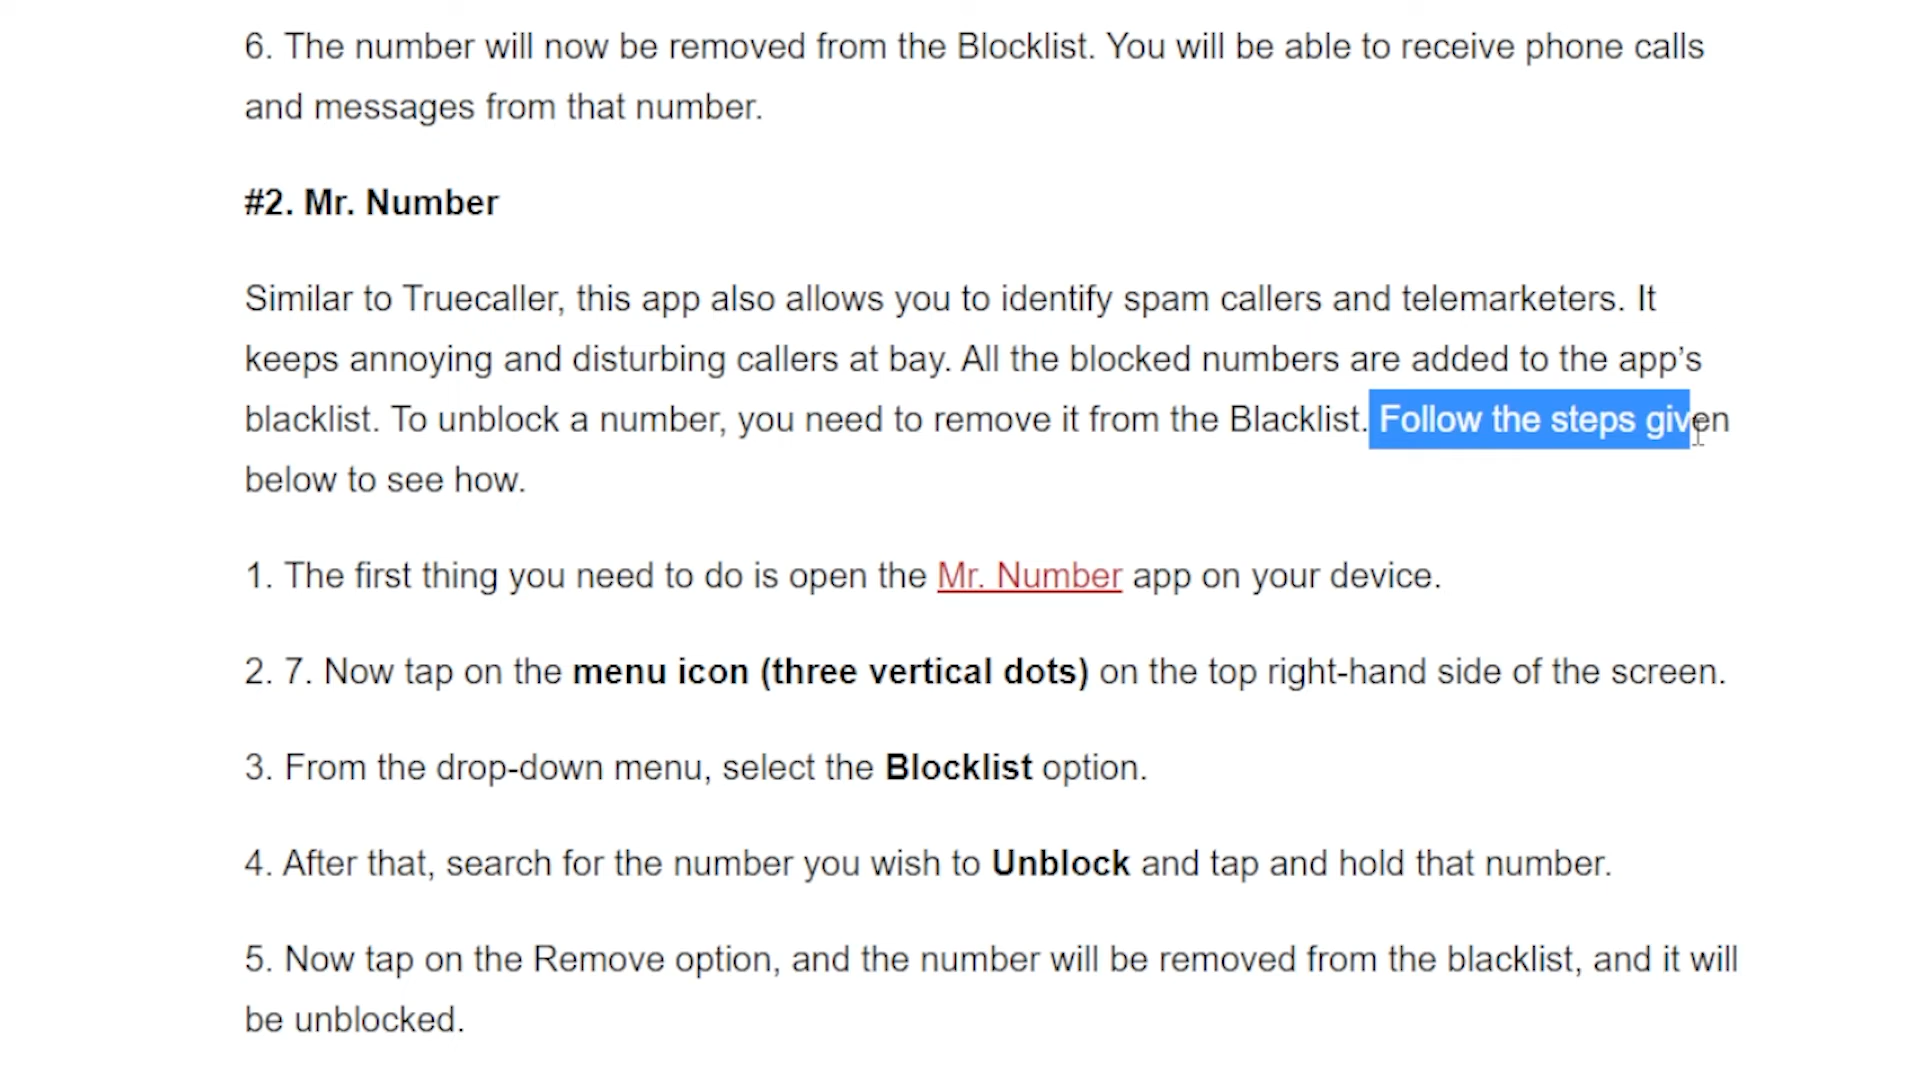 6. The number will now be removed from the Blocklist. You will be able to receive phone calls
and messages from that number.
#2. Mr. Number
Similar to Truecaller, this app also allows you to identify spam callers and telemarketers. It
keeps annoying and disturbing callers at bay. All the blocked numbers are added to the app’s
blacklist. To unblock a number, you need to remove it from the Blacklist. Follow the steps given
below to see how.
1. The first thing you need to do is open the Mr. Number app on your device.
2. 7. Now tap on the menu icon (three vertical dots) on the top right-hand side of the screen.
3. From the drop-down menu, select the Blocklist option.
4. After that, search for the number you wish to Unblock and tap and hold that number.
5. Now tap on the Remove option, and the number will be removed from the blacklist, and it will
be unblocked.